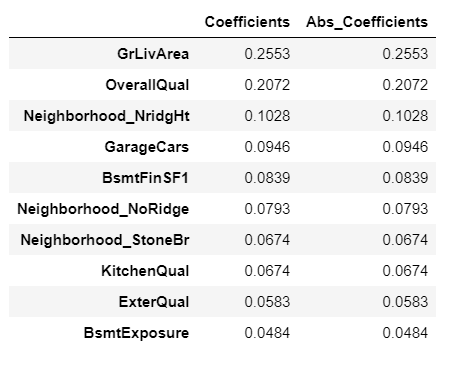 Coefficients Abs_Coefficients
GrLivArea 0.2553 0.2553
OverallQual 0.2072 0.2072
Neighborhood_NridgHt 0.1028 0.1028
GarageCars 0.0946 0.0946
BsmtFinSF1 0.0839 0.0839
Neighborhood_NoRidge 0.0793 0.0793
Neighborhood_StoneBr 0.0674 0.0674
KitchenQual 0.0674 0.0674
ExterQual 0.0583 0.0583
BsmtExposure 0.0484 0.0484